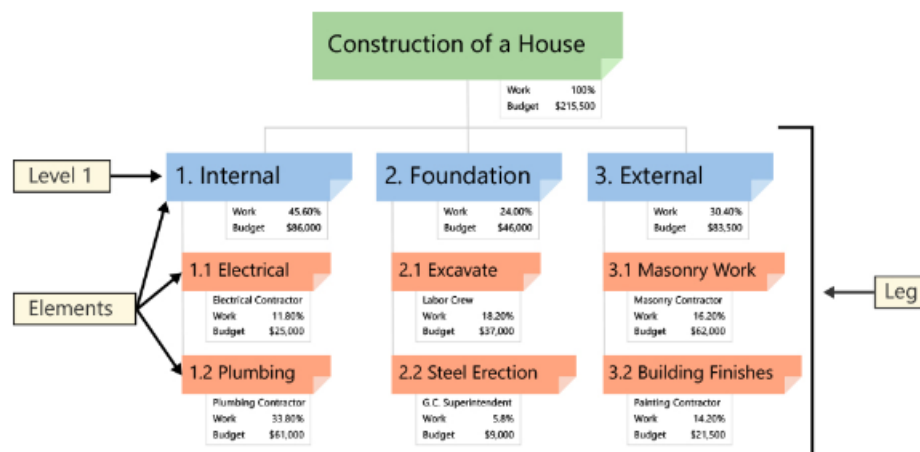 Construction of a House
Work 100%
Budget $215,500
Level 1
1. Internal
2. Foundation
3. External
Work 45.60%
Budget $86,000
Work 24.00%
Budget $46,000
Work 30.40%
Budget $83,500
Elements
1.1 Electrical
2.1 Excavate
3.1 Masonry Work
Electrical Contractor
Work 11.80%
Budget $25,000
Labor Crew
Work 18.20%
Budget $37,000
Masonry Contractor
Work 16.20%
Budget $62,000
Leg
1.2 Plumbing
2.2 Steel Erection
3.2 Building Finishes
Plumbing Contractor
Work 33.80%
Budget $61,000
G.C. Superintendent
Work 5.8%
Budget $9,000
Painting Contractor
Work 14.20%
Budget $21,500